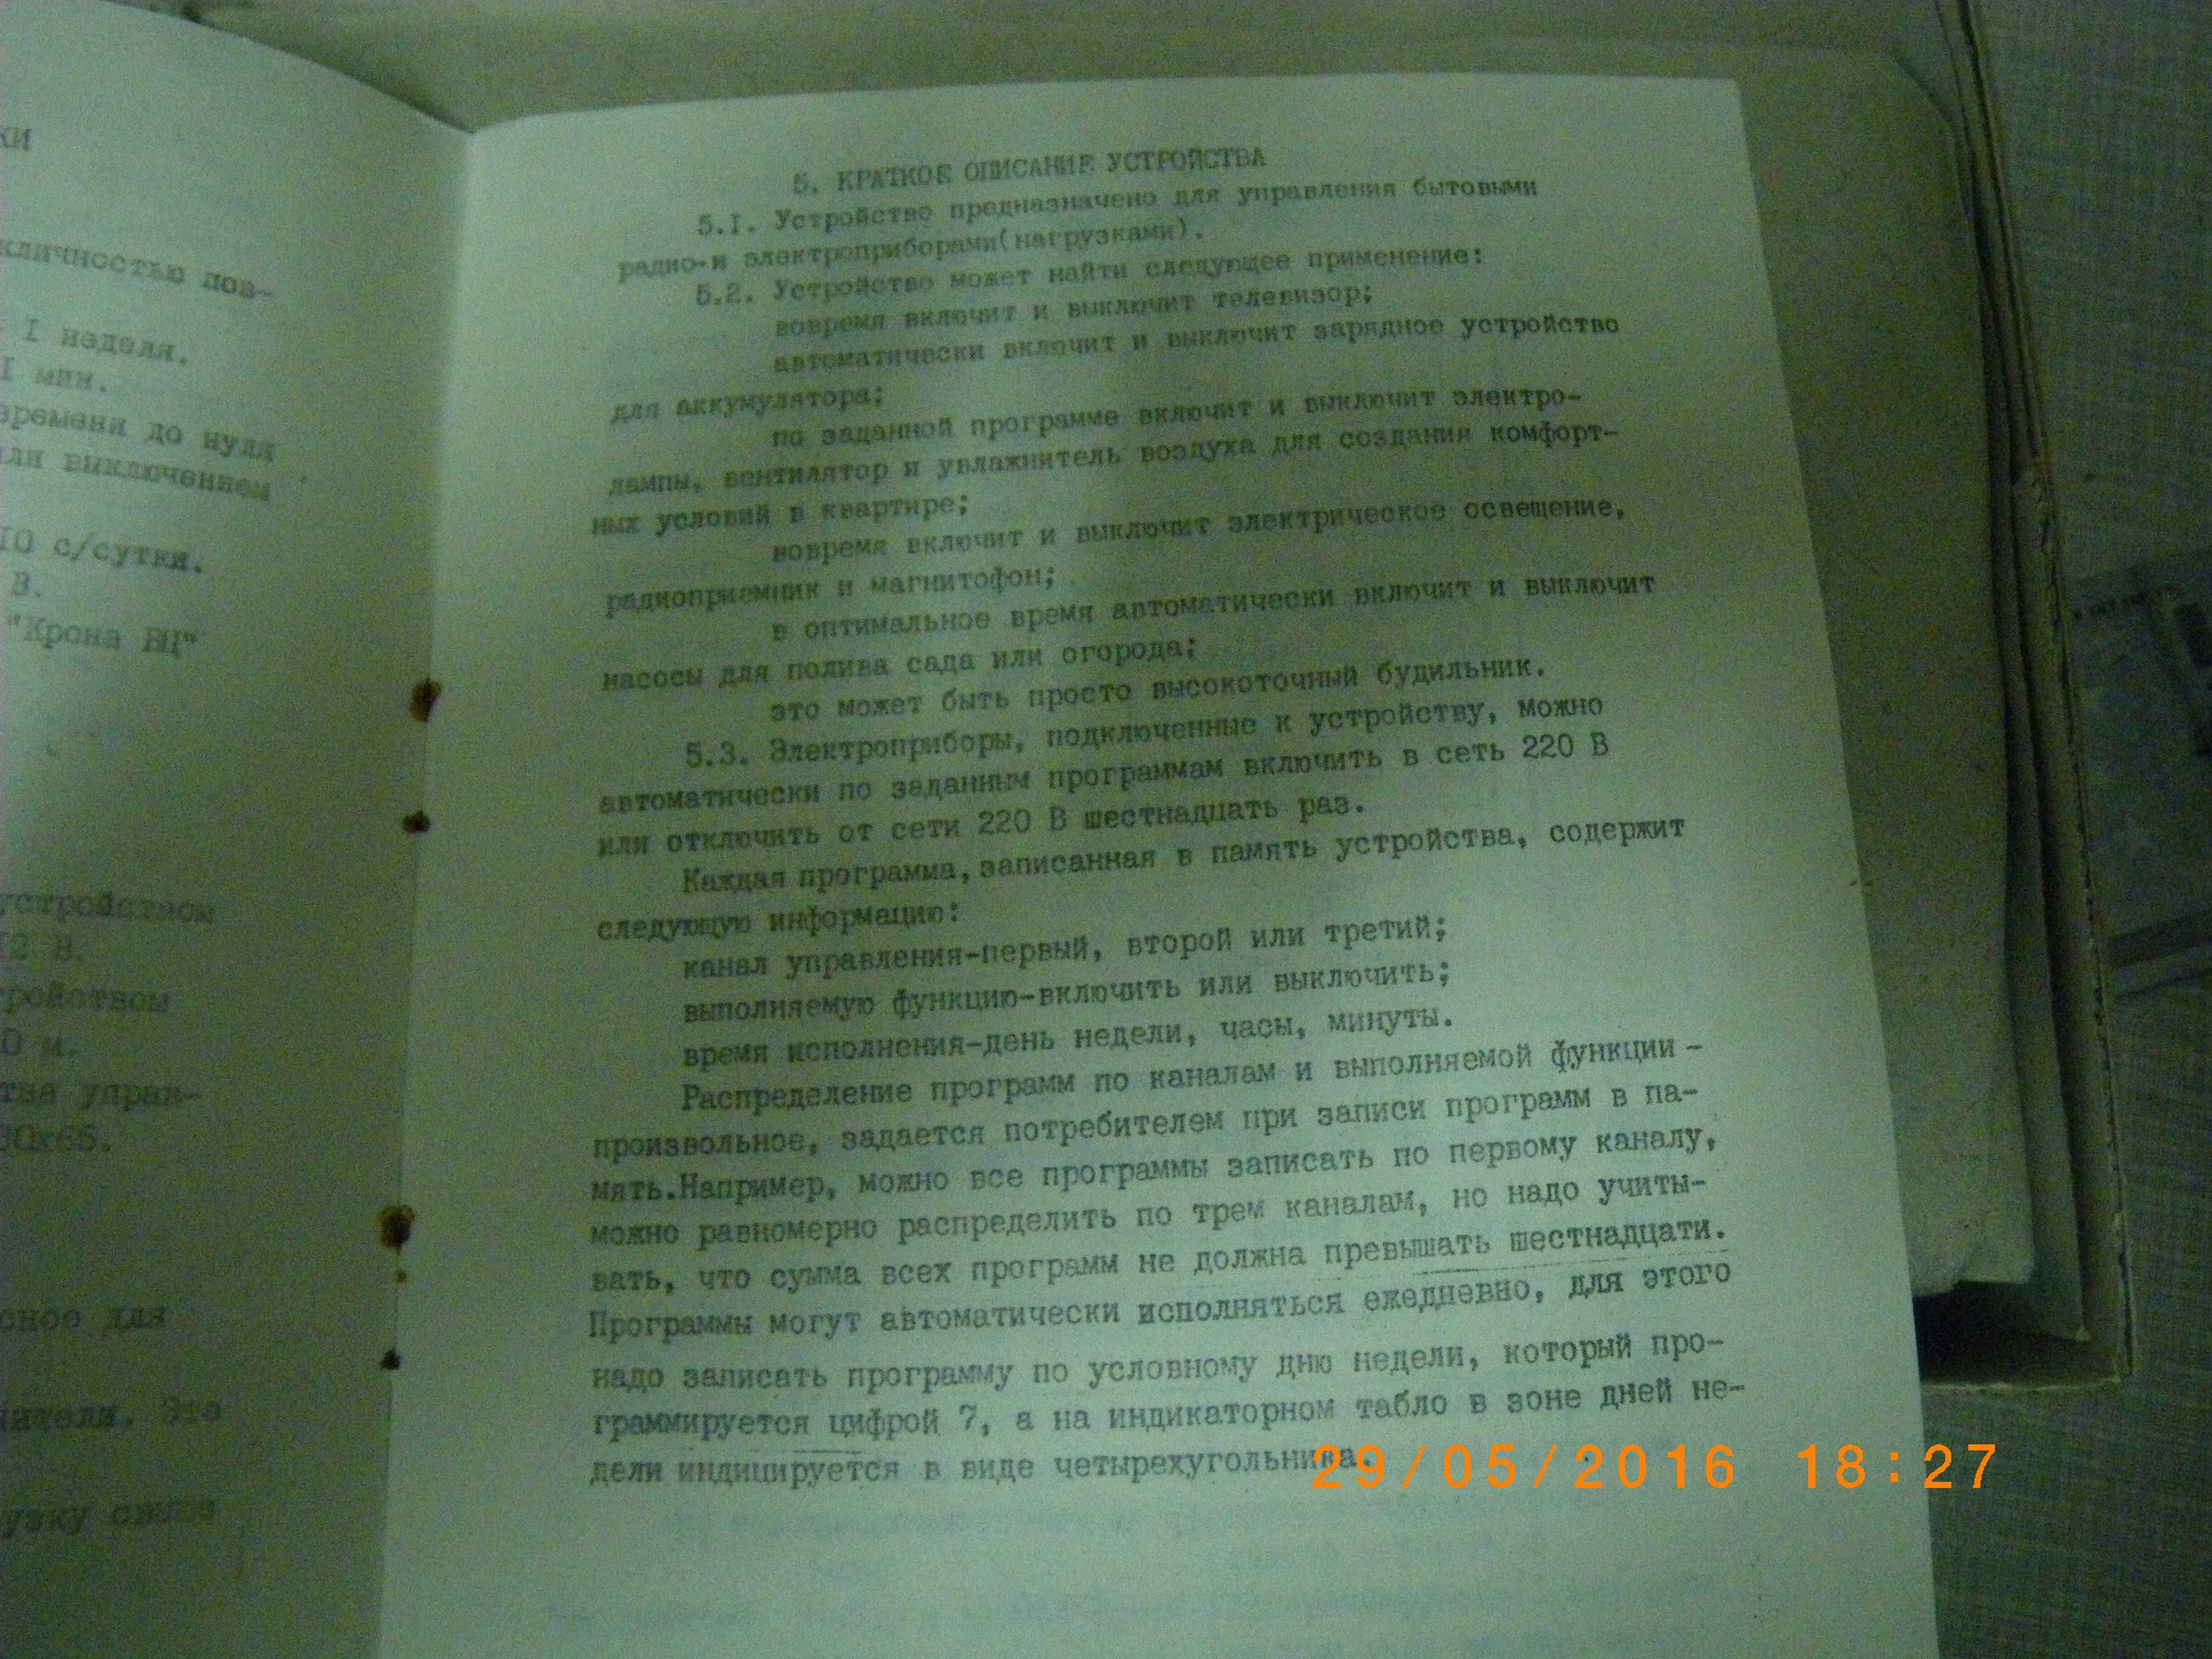 ки
кличностью пов-
I неделя.
I мин.
времени до нуля
или выключением
10 с/сутки.
В.
"Крона ВЦ"
устройством
12 В.
ройством
0 м.
тва управ-
80х65.
сное для
ители. Это
узку свыше
5. КРАТКОЕ ОПИСАНИЕ УСТРОЙСТВА
5.I. Устройство предназначено для управления бытовыми
радио-и электроприборами(нагрузками).
5.2. Устройство может найти следующее применение:
вовремя включит и выключит телевизор;
автоматически включит и выключит зарядное устройство
для аккумулятора;
по заданной программе включит и выключит электро-
лампы, вентилятор и увлажнитель воздуха для создания комфорт-
ных условий в квартире;
вовремя включит и выключит электрическое освещение,
радиоприемник и магнитофон;
в оптимальное время автоматически включит и выключит
насосы для полива сада или огорода;
это может быть просто высокоточный будильник.
5.3. Электроприборы, подключенные к устройству, можно
автоматически по заданным программам включить в сеть 220 В
или отключить от сети 220 В шестнадцать раз.
Каждая программа, записанная в память устройства, содержит
следующую информацию:
канал управления-первый, второй или третий;
выполняемую функцию-включить или выключить;
время исполнения-день недели, часы, минуты.
Распределение программ по каналам и выполняемой функции -
произвольное, задается потребителем при записи программ в па-
мять.Например, можно все программы записать по первому каналу,
можно равномерно распределить по трем каналам, но надо учиты-
вать, что сумма всех программ не должна превышать шестнадцати.
Программы могут автоматически исполняться ежедневно, для этого
надо записать программу по условному дню недели, который про-
граммируется цифрой 7, а на индикаторном табло в зоне дней не-
дели индицируется в виде четырехугольника.
29/05/2016 18:27